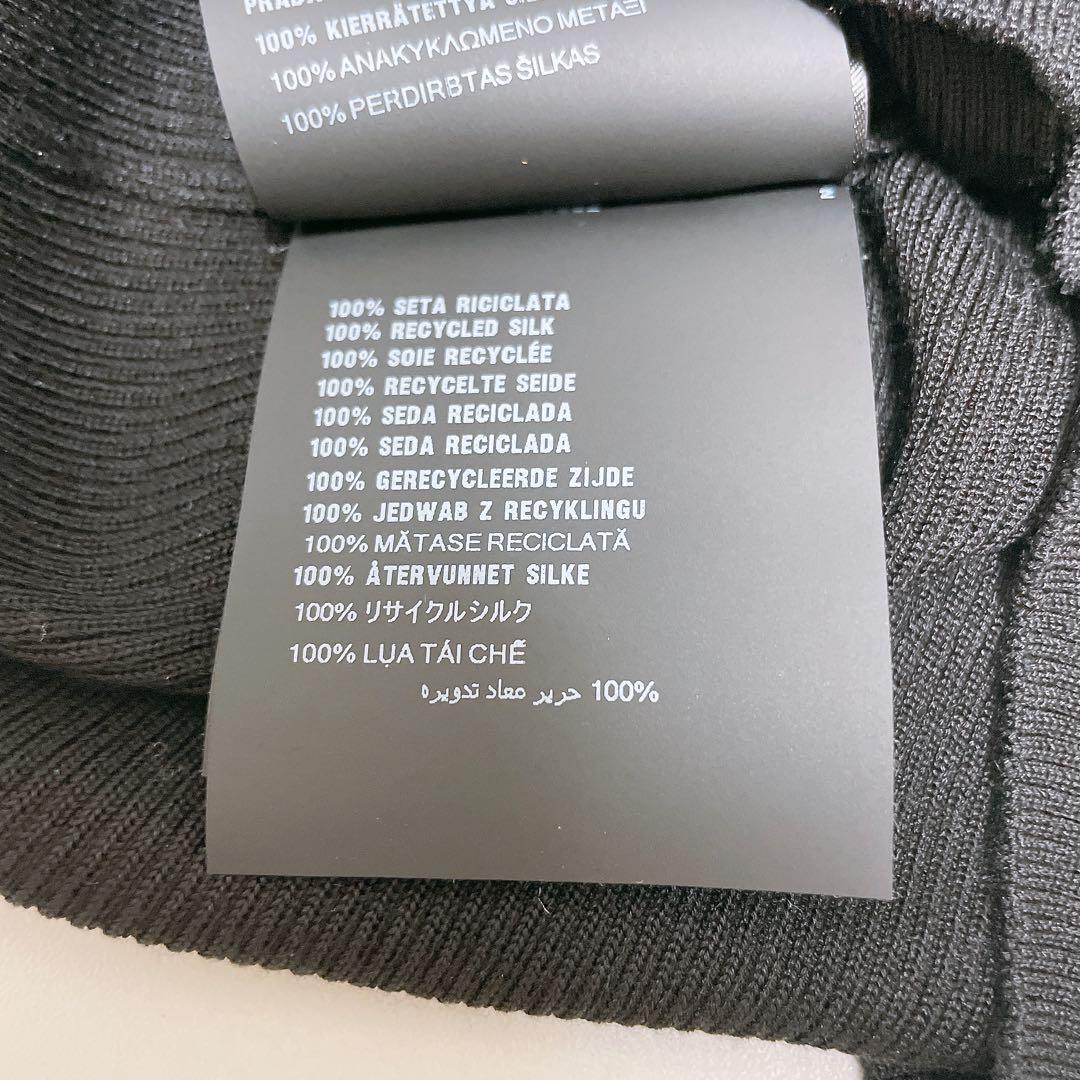 100% KIERRÄTETTYÄ
100% ΑΝΑΚΥΚΛΩΜΕΝΟ ΜΕΤΑΞΙ
100% PERDIRBTAS ŠILKAS
100% SETA RICICLATA
100% RECYCLED SILK
100% SOIE RECYCLÉE
100% RECYCELTE SEIDE
100% SEDA RECICLADA
100% SEDA RECICLADA
100% GERECYCLEERDE ZIJDE
100% JEDWAB Z RECYKLINGU
100% MĂTASE RECICLATĂ
100% ÅTERVUNNET SILKE
100% リサイクルシルク
100% LỤA TÁI CHẾ
100% حرير معاد تدويره